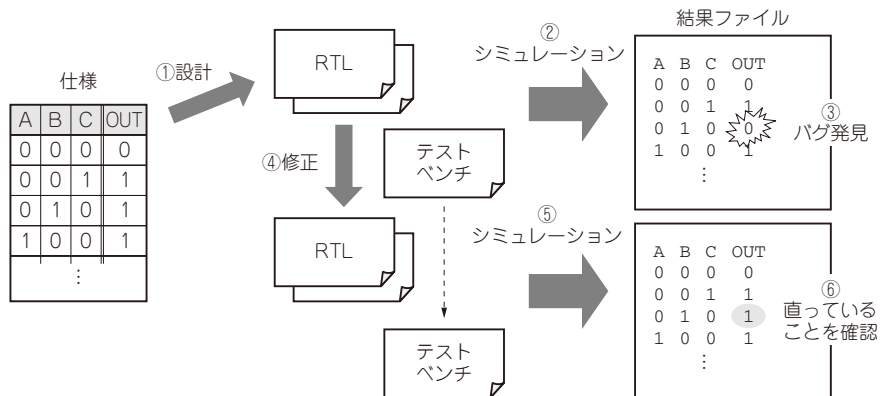 仕様
A B C OUT
0 0 0 0
0 0 1 1
0 1 0 1
1 0 0 1
⋮
①設計
RTL
テスト
ベンチ
②
シミュレーション
結果ファイル
A B C OUT
0 0 0 0
0 0 1 1
0 1 0 0
1 0 0 1
⋮
③
バグ発見
④修正
RTL
テスト
ベンチ
⑤
シミュレーション
A B C OUT
0 0 0 0
0 0 1 1
0 1 0 1
1 0 0 1
⋮
⑥
直っている
ことを確認